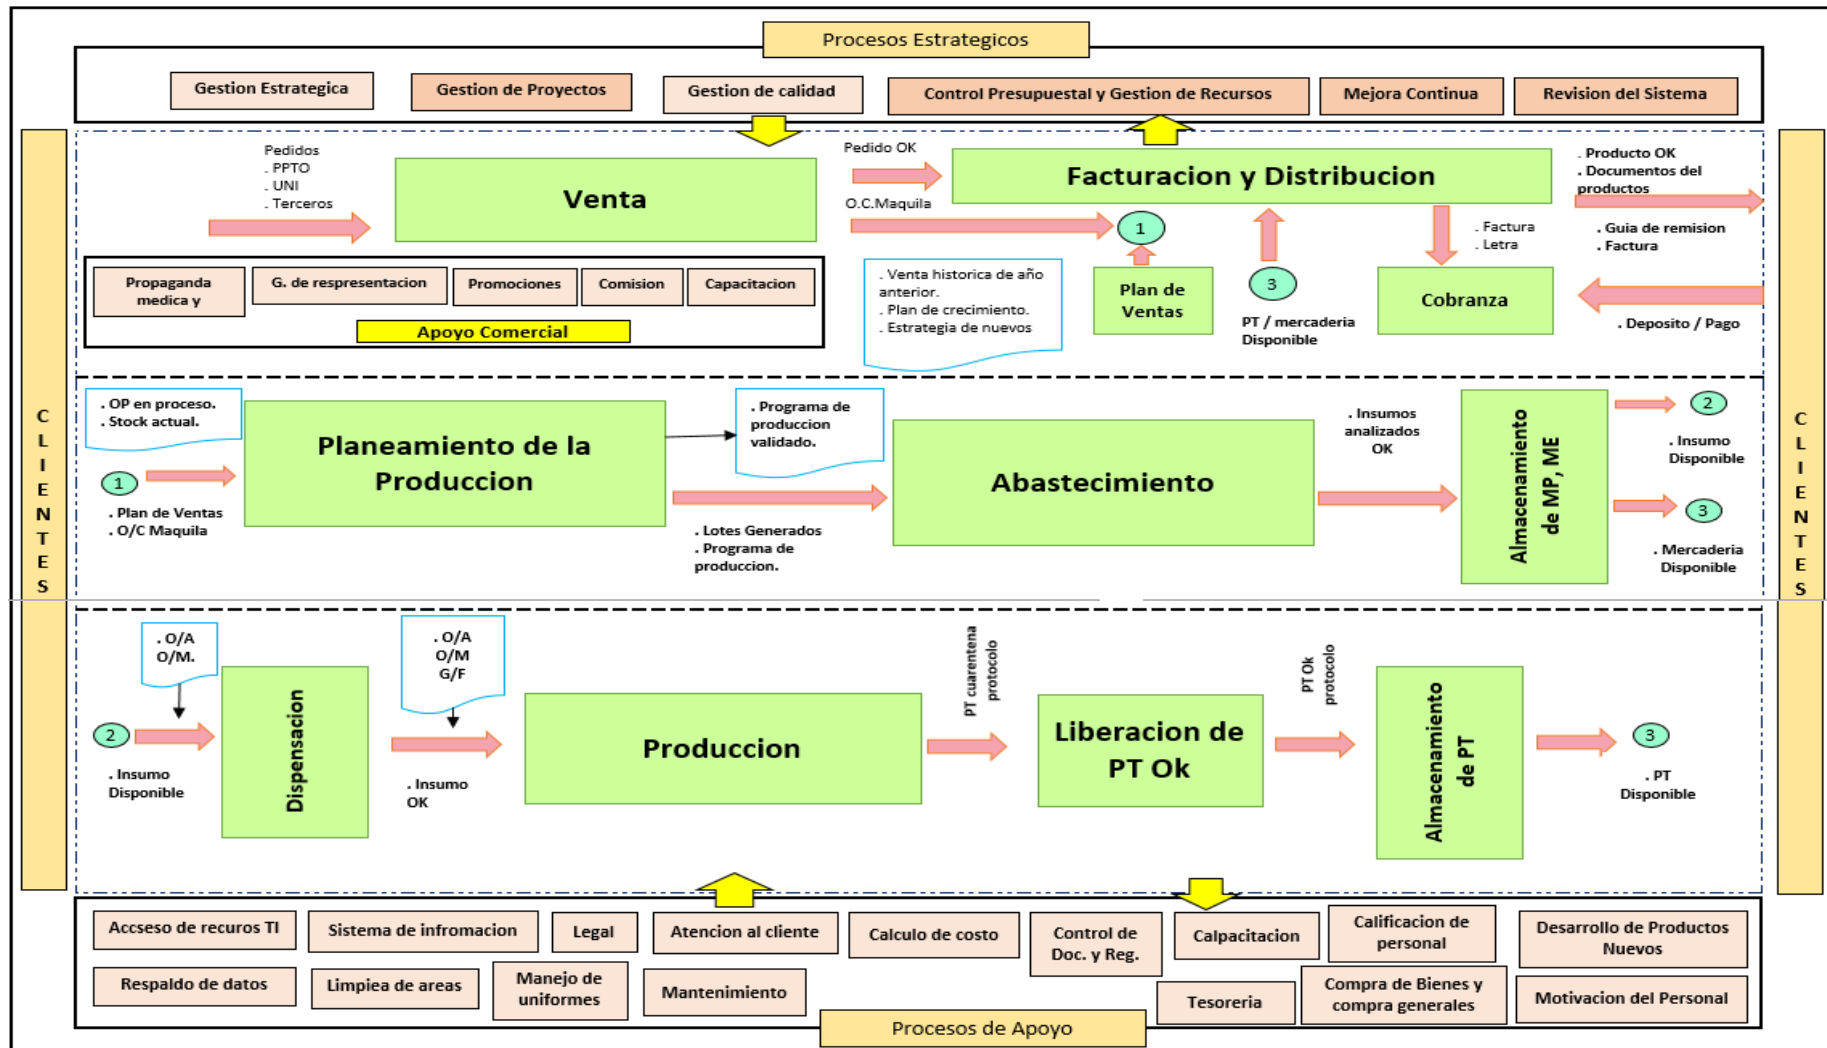 Procesos Estrategicos
Gestion Estrategica
Gestion de Proyectos
Gestion de calidad
Control Presupuestal y Gestion de Recursos
Mejora Continua
Revision del Sistema
CLIENTES
Pedidos
. PPTO
. UNI
. Terceros
Venta
Pedido OK
O.C.Maquila
Facturacion y Distribucion
. Producto OK
. Documentos del
productos
. Guia de remision
. Factura
1
. Factura
. Letra
Propaganda
medica y
G. de respresentacion
Promociones
Comision
Capacitacion
Apoyo Comercial
. Venta historica de año
anterior.
. Plan de crecimiento.
. Estrategia de nuevos
Plan de
Ventas
3
PT / mercaderia
Disponible
Cobranza
. Deposito / Pago
CLIENTES
. OP en proceso.
. Stock actual.
1
. Plan de Ventas
. O/C Maquila
Planeamiento de la
Produccion
. Programa de
produccion
validado.
. Lotes Generados
. Programa de
produccion.
Abastecimiento
. Insumos
analizados
OK
Almacenamiento
de MP, ME
2
. Insumo
Disponible
3
. Mercaderia
Disponible
. O/A
O/M.
2
. Insumo
Disponible
Dispensacion
. O/A
O/M
G/F
. Insumo
OK
Produccion
PT cuarentena
protocolo
Liberacion de
PT Ok
PT Ok
protocolo
Almacenamiento
de PT
3
. PT
Disponible
Accseso de recuros TI
Sistema de infromacion
Legal
Atencion al cliente
Calculo de costo
Control de
Doc. y Reg.
Calpacitacion
Calificacion de
personal
Desarrollo de Productos
Nuevos
Respaldo de datos
Limpiea de areas
Manejo de
uniformes
Mantenimiento
Tesoreria
Compra de Bienes y
compra generales
Motivacion del Personal
Procesos de Apoyo